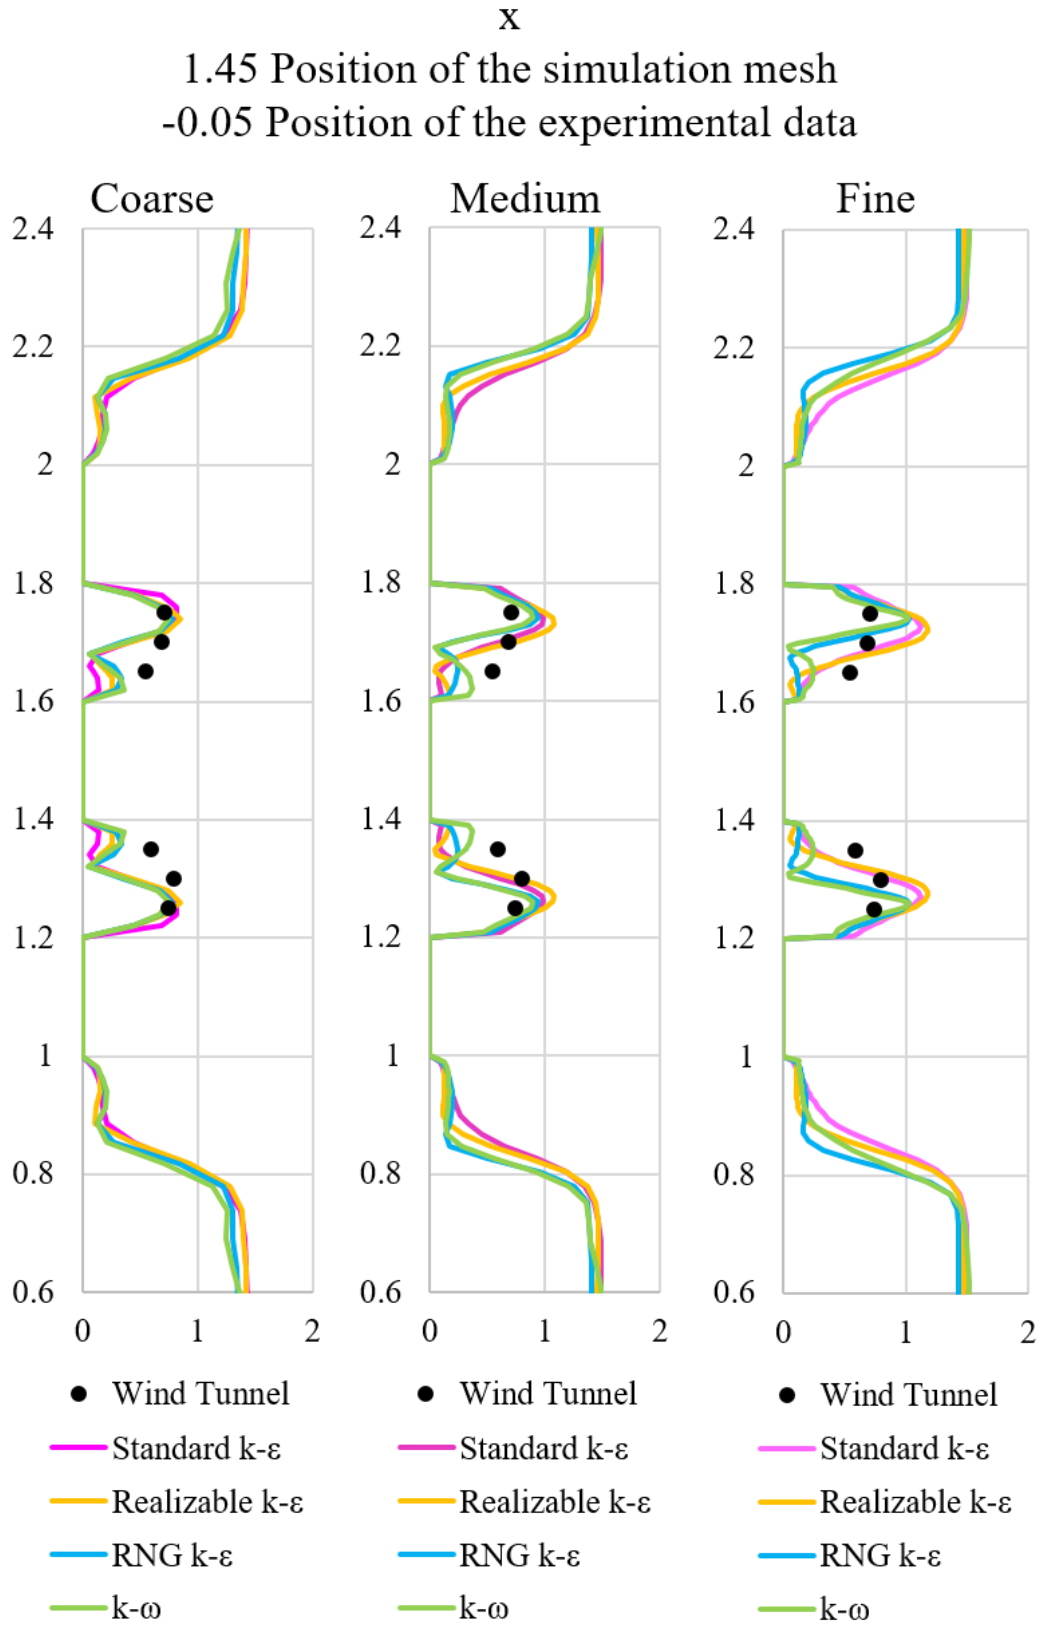 x
1.45 Position of the simulation mesh
-0.05 Position of the experimental data
Coarse Medium Fine
2.4 2.4 2.4
2.2 2.2 2.2
2 2 2
1.8 1.8 1.8
1.6 1.6 1.6
1.4 1.4 1.4
1.2 1.2 1.2
1 1 1
0.8 0.8 0.8
0.6 0.6 0.6
0 1 2 0 1 2 0 1 2
Wind Tunnel Wind Tunnel Wind Tunnel
Standard k-ε Standard k-ε Standard k-ε
Realizable k-ε Realizable k-ε Realizable k-ε
RNG k-ε RNG k-ε RNG k-ε
k-ω k-ω k-ω